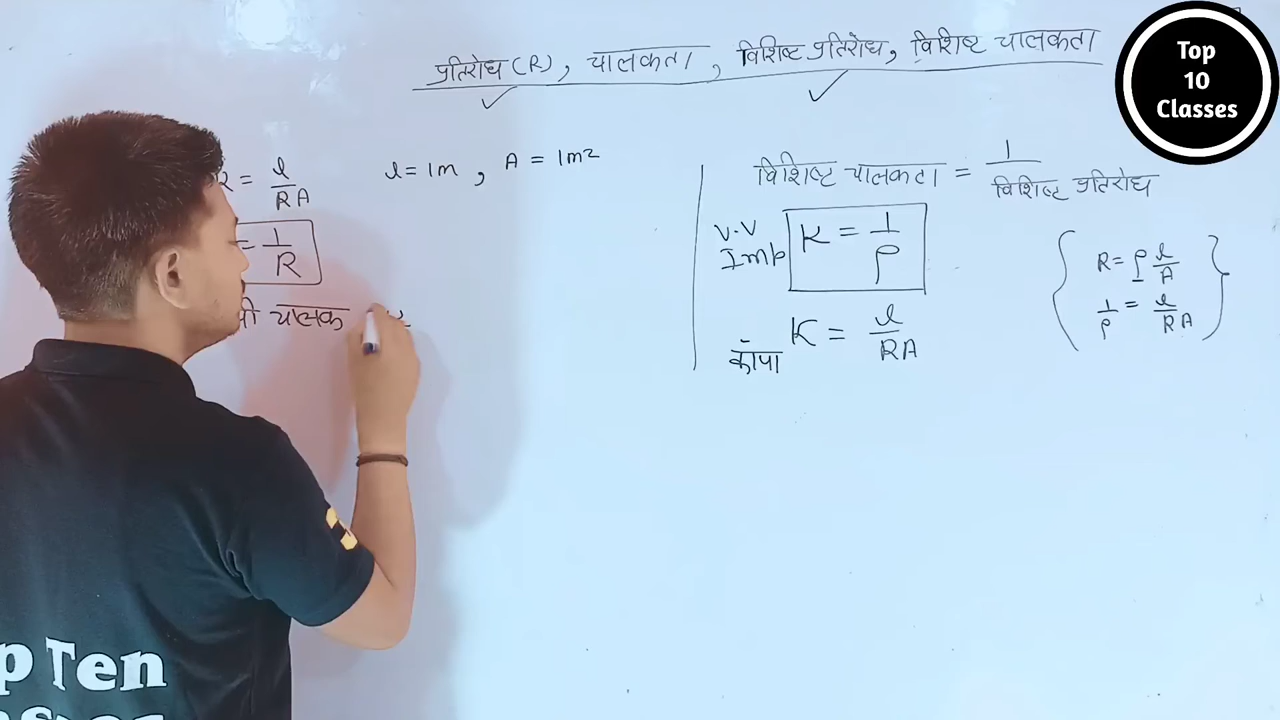 प्रतिरोध (R), चालकता, विशिष्ट प्रतिरोध, विशिष्ट चालकता
Top
10
Classes
= l/RA
l = 1m , A = 1m2
= 1/R
चालक
विशिष्ट चालकता = 1/विशिष्ट प्रतिरोध
V.V
Imp
K = 1/ρ
K = l/RA
कॉपा
R = ρ l/A
1/ρ = l/RA
p Ten